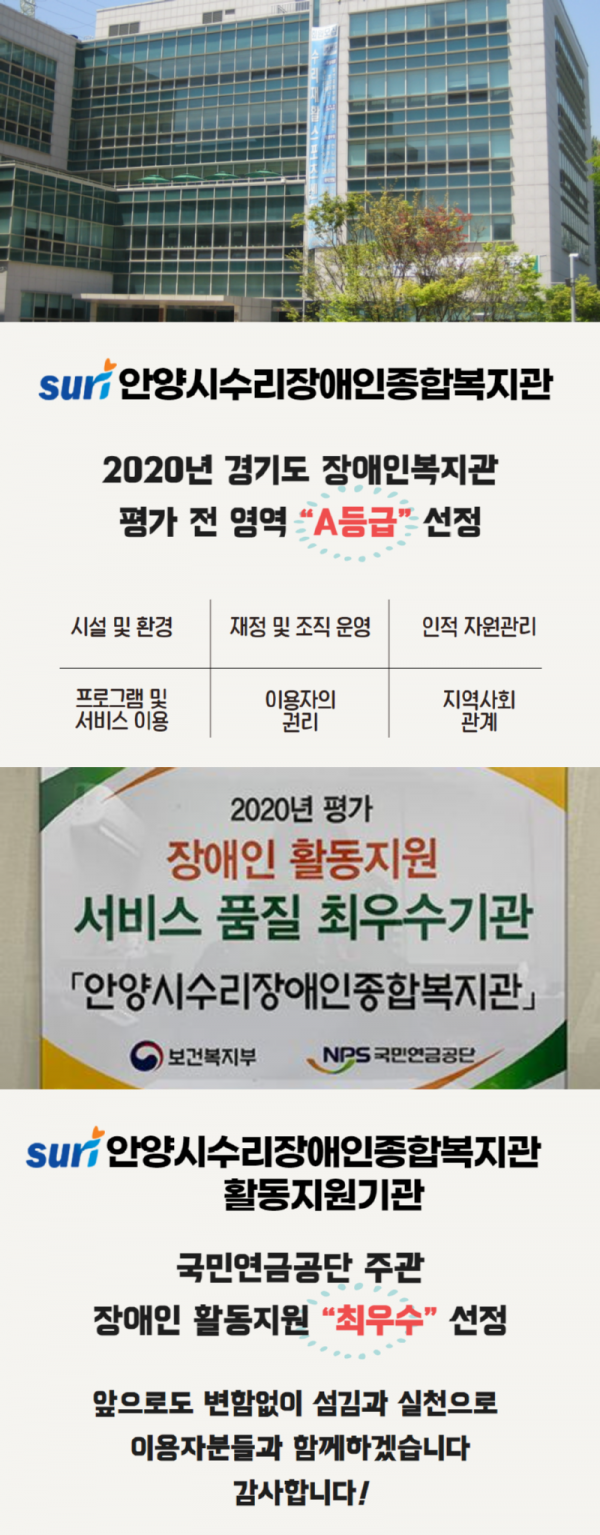 수리재활스포츠센터
suri 안양시수리장애인종합복지관
2020년 경기도 장애인복지관
평가 전 영역 “A등급” 선정
시설 및 환경
재정 및 조직 운영
인적 자원관리
프로그램 및
서비스 이용
이용자의
권리
지역사회
관계
2020년 평가
장애인 활동지원
서비스 품질 최우수기관
「안양시수리장애인종합복지관」
보건복지부
NPS 국민연금공단
suri 안양시수리장애인종합복지관
활동지원기관
국민연금공단 주관
장애인 활동지원 “최우수” 선정
앞으로도 변함없이 섬김과 실천으로
이용자분들과 함께하겠습니다
감사합니다!